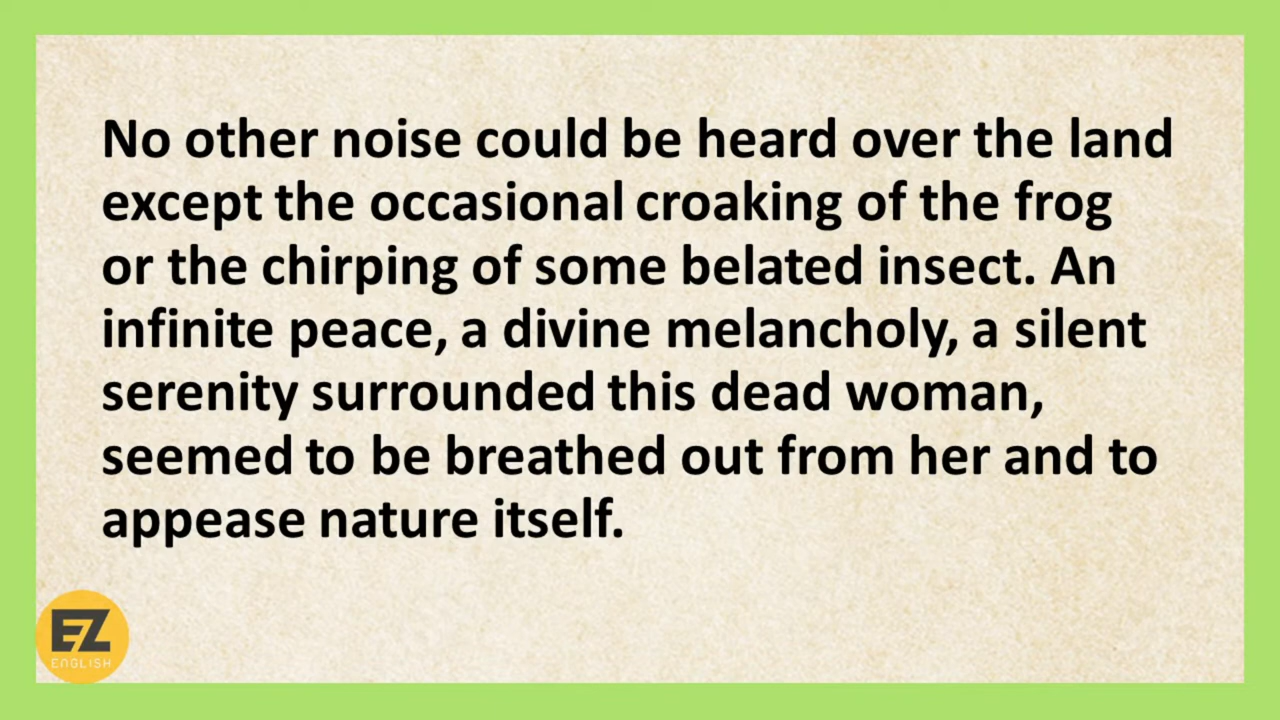 No other noise could be heard over the land
except the occasional croaking of the frog
or the chirping of some belated insect. An
infinite peace, a divine melancholy, a silent
serenity surrounded this dead woman,
seemed to be breathed out from her and to
appease nature itself.
EZ
ENGLISH